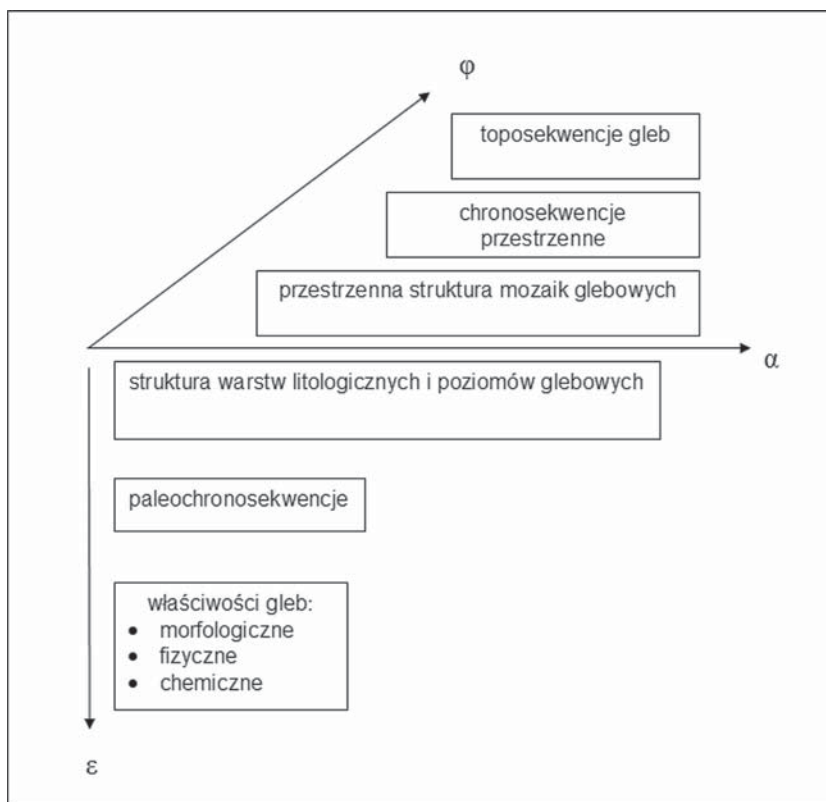 φ
toposekwencje gleb
chronosekwencje
przestrzenne
przestrzenna struktura mozaik glebowych
α
struktura warstw litologicznych i poziomów glebowych
paleochronosekwencje
właściwości gleb:
• morfologiczne
• fizyczne
• chemiczne
ε